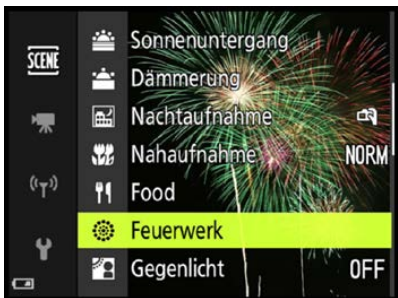 SCENE
Sonnenuntergang
Dämmerung
Nachtaufnahme
Nahaufnahme NORM
Food
Feuerwerk
Gegenlicht OFF